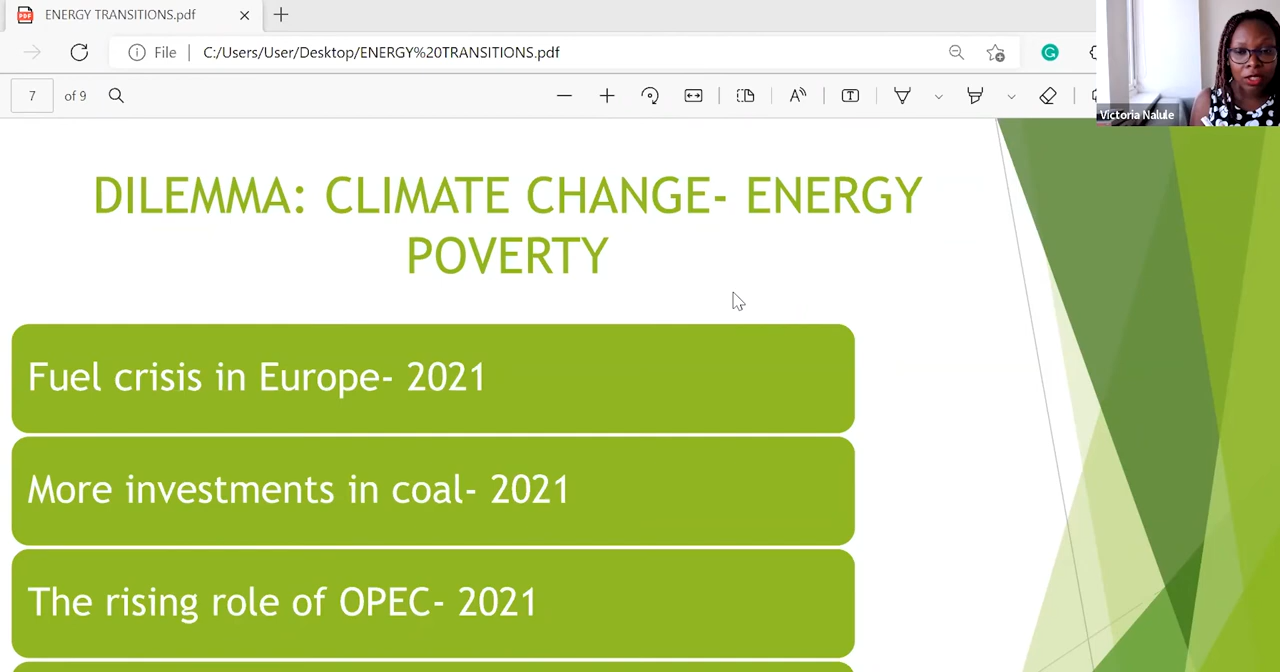 ENERGY TRANSITIONS.pdf
File
C:/Users/User/Desktop/ENERGY%20TRANSITIONS.pdf
7 of 9
Victoria Nalule
DILEMMA: CLIMATE CHANGE- ENERGY
POVERTY
Fuel crisis in Europe- 2021
More investments in coal- 2021
The rising role of OPEC- 2021